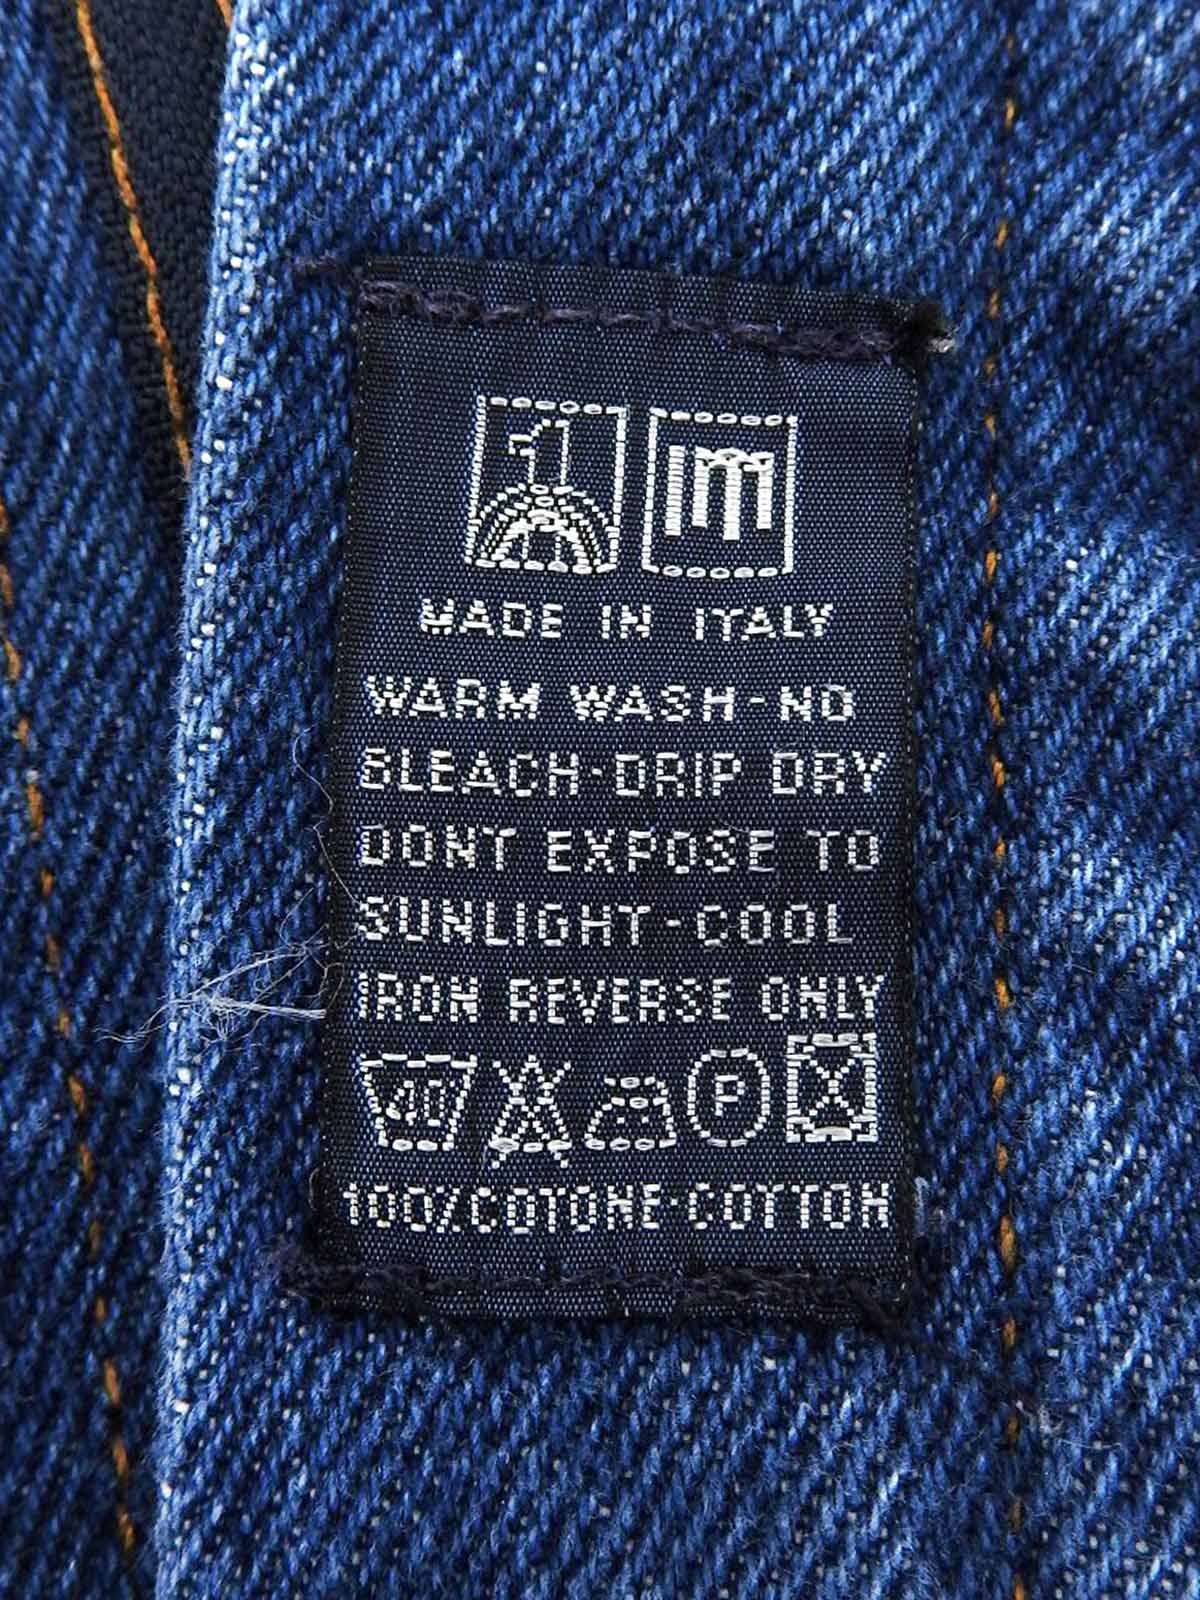 1 m
MADE IN ITALY
WARM WASH-NO
BLEACH-DRIP DRY
DONT EXPOSE TO
SUNLIGHT-COOL
IRON REVERSE ONLY
40 P
100%COTONE-COTTON